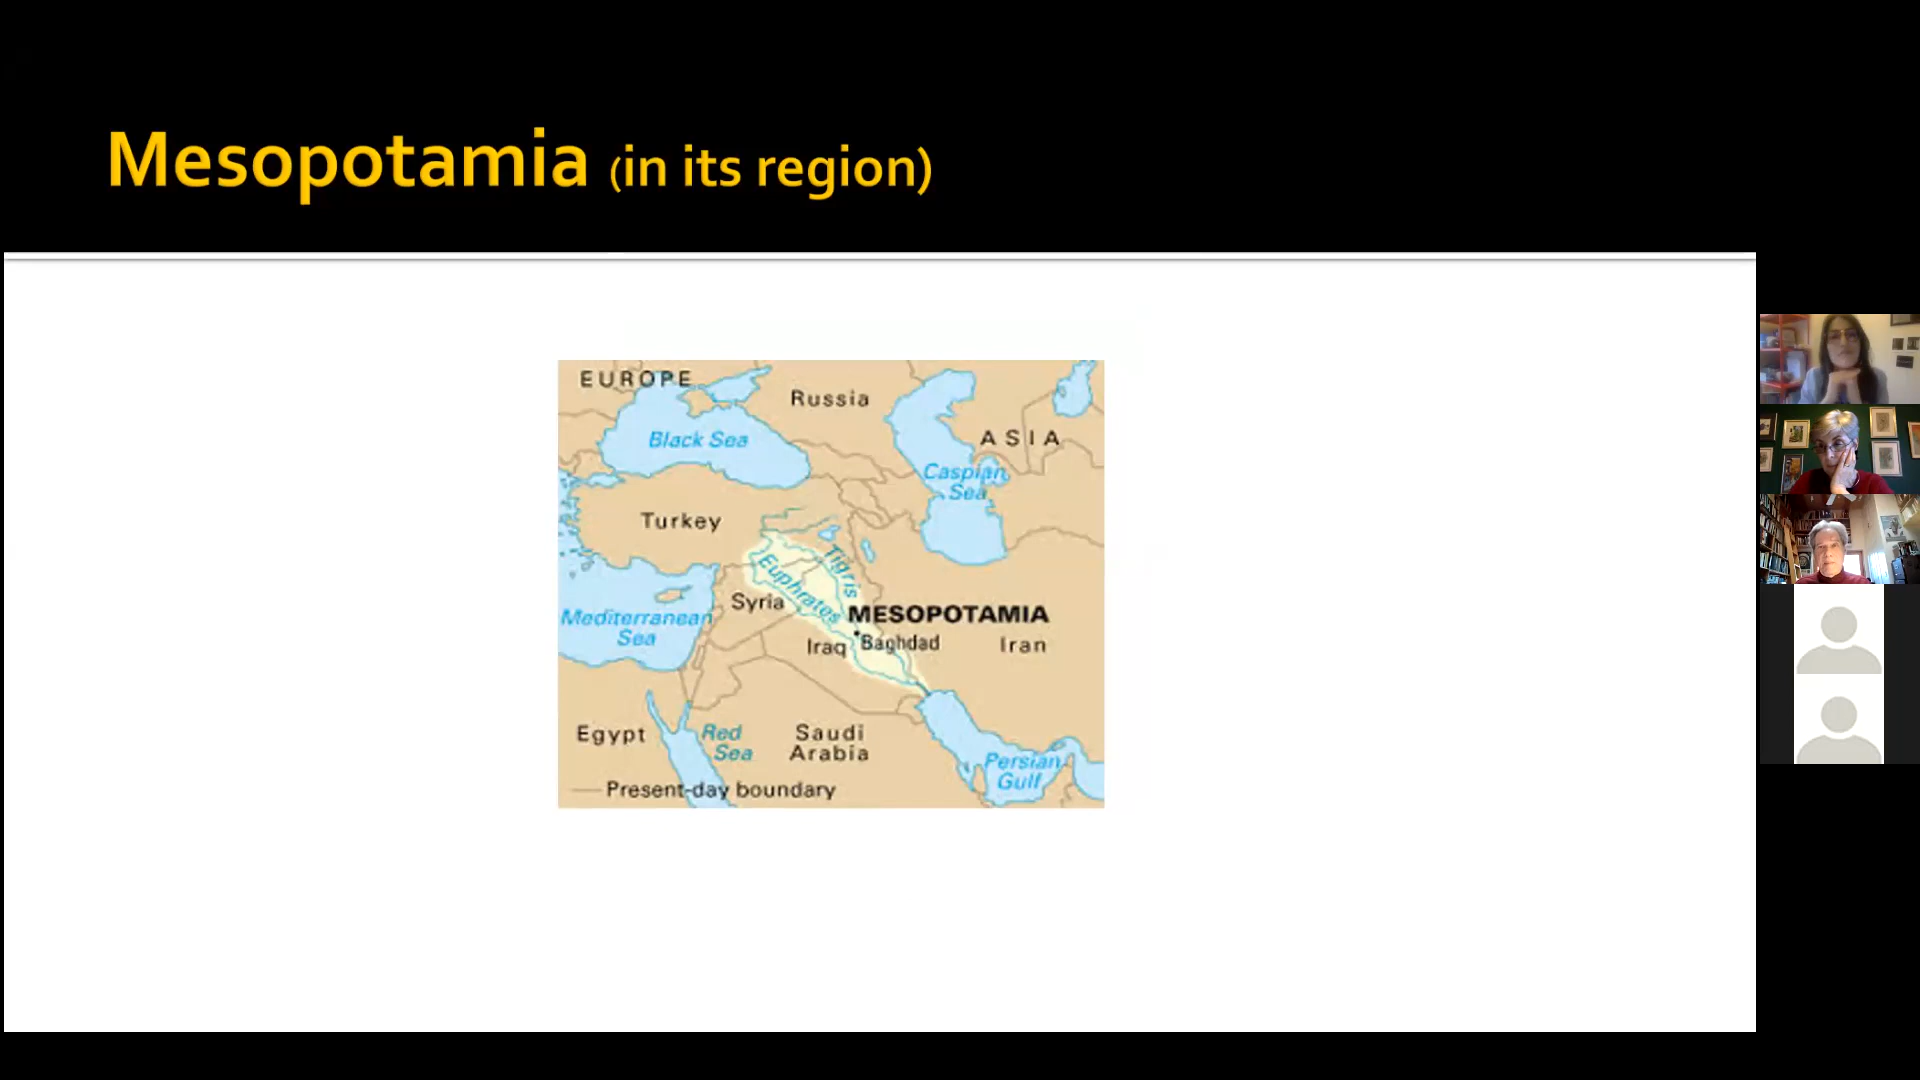 Mesopotamia (in its region)
EUROPE
Russia
Black Sea
ASIA
Caspian
Sea
Turkey
Tigris
Euphrates
Syria
MESOPOTAMIA
Mediterranean
Sea
Iraq
Baghdad
Iran
Egypt
Red
Sea
Saudi
Arabia
Persian
Gulf
Present-day boundary